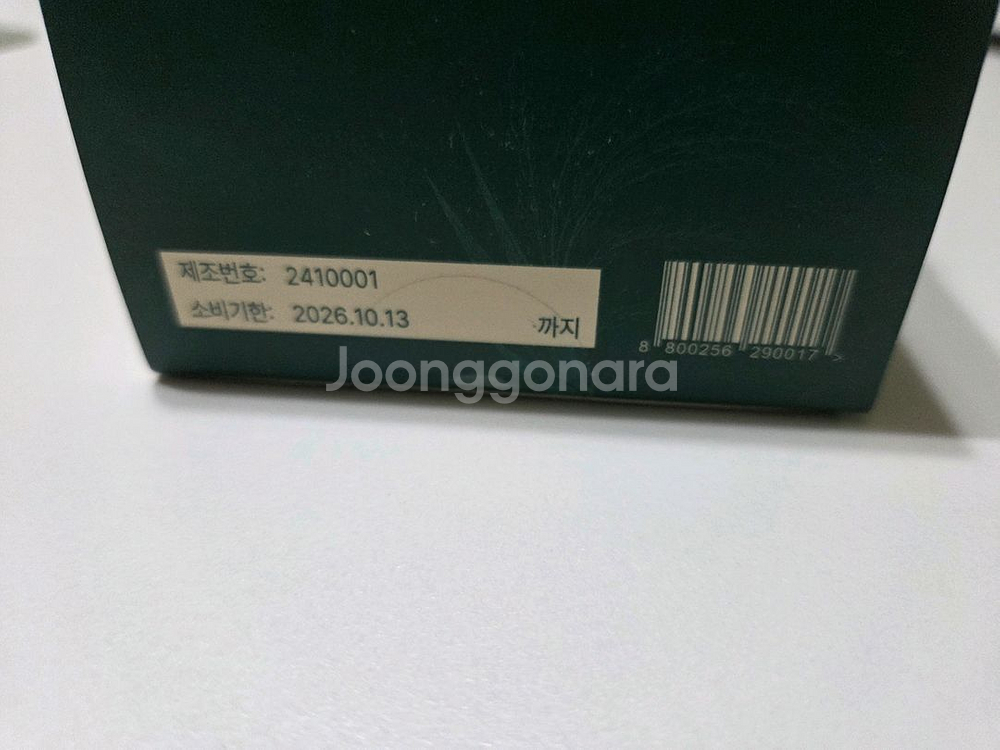 제조번호: 2410001
소비기한: 2026.10.13 까지
8 800256 290017 >
Joonggonara